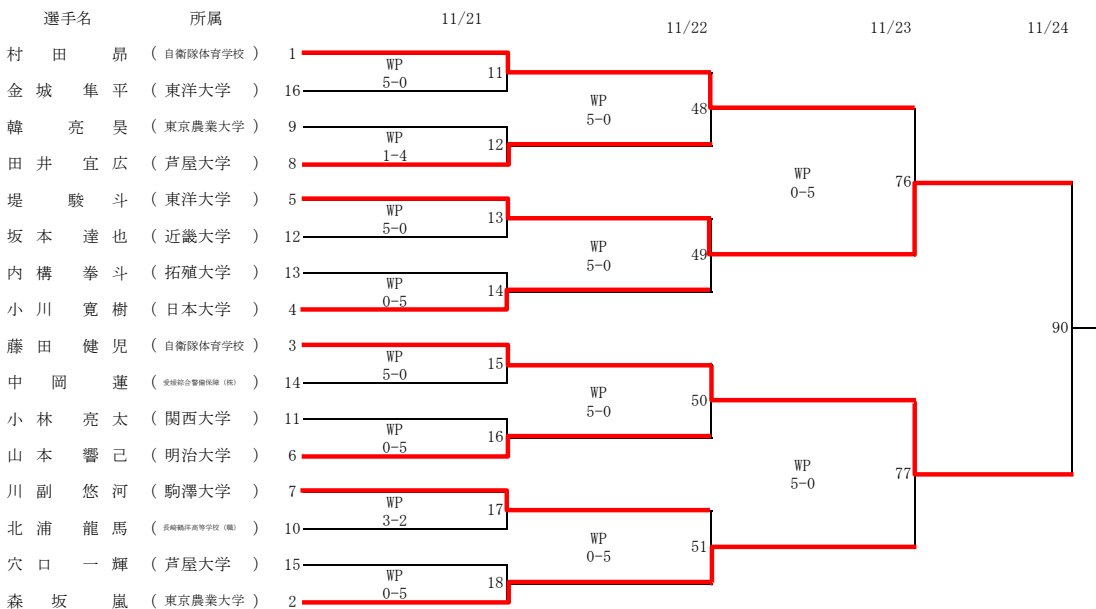 選手名 所属 11/21 11/22 11/23 11/24
村田 昴 (自衛隊体育学校) 1
WP 5-0 11
金城 隼平 (東洋大学) 16
WP 5-0 48
韓 亮昊 (東京農業大学) 9
WP 1-4 12
田井 宜広 (芦屋大学) 8
WP 0-5 76
堤 駿斗 (東洋大学) 5
WP 5-0 13
坂本 達也 (近畿大学) 12
WP 5-0 49
内構 拳斗 (拓殖大学) 13
WP 0-5 14
小川 寛樹 (日本大学) 4
90
藤田 健児 (自衛隊体育学校) 3
WP 5-0 15
中岡 蓮 (愛媛綜合警備保障(株)) 14
WP 5-0 50
小林 亮太 (関西大学) 11
WP 0-5 16
山本 響己 (明治大学) 6
WP 5-0 77
川副 悠河 (駒澤大学) 7
WP 3-2 17
北浦 龍馬 (長崎鶴洋高等学校(職)) 10
WP 0-5 51
穴口 一輝 (芦屋大学) 15
WP 0-5 18
森坂 嵐 (東京農業大学) 2